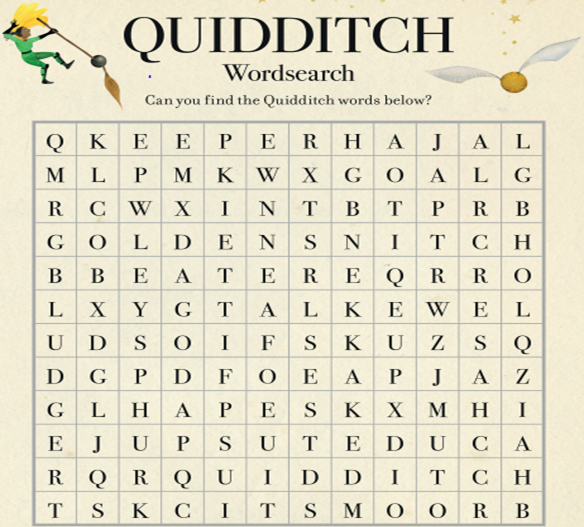 QUIDDITCH
Wordsearch
Can you find the Quidditch words below?
Q K E E P E R H A J A L
M L P M K W X G O A L G
R C W X I N T B T P R B
G O L D E N S N I T C H
B B E A T E R E Q R R O
L X Y G T A L K E W E L
U D S O I F S K U Z S Q
D G P D F O E A P J A Z
G L H A P E S K X M H I
E J U P S U T E D U C A
R Q R Q U I D D I T C H
T S K C I T S M O O R B